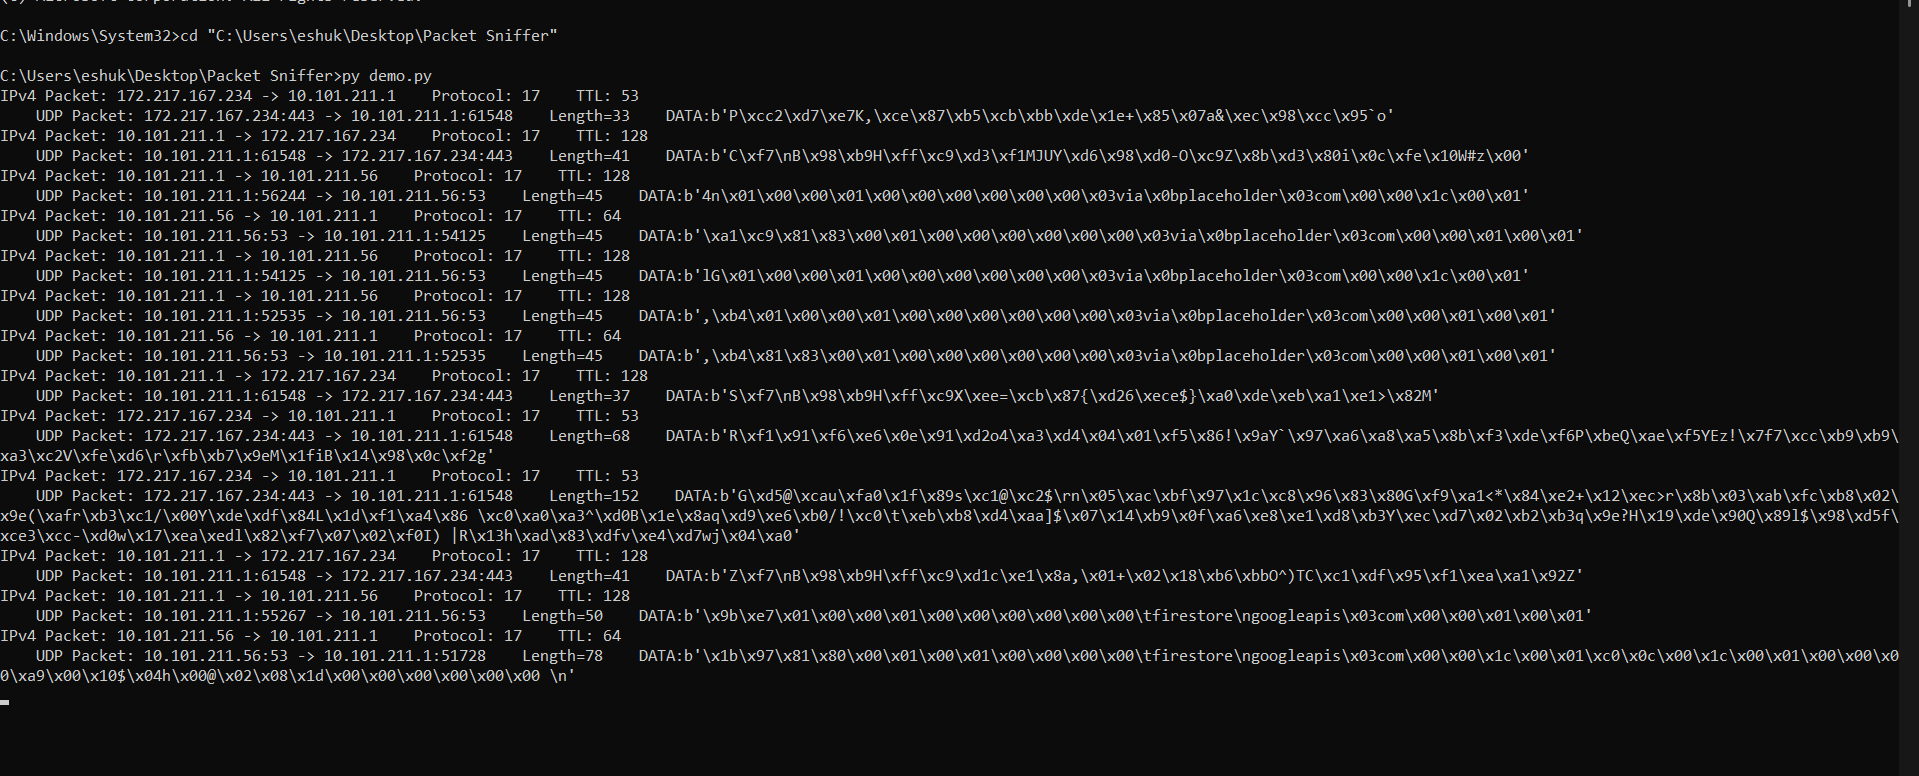 (c) Microsoft Corporation. All rights reserved.
C:\Windows\System32>cd "C:\Users\eshuk\Desktop\Packet Sniffer"
C:\Users\eshuk\Desktop\Packet Sniffer>py demo.py
IPv4 Packet: 172.217.167.234 -> 10.101.211.1    Protocol: 17    TTL: 53
    UDP Packet: 172.217.167.234:443 -> 10.101.211.1:61548    Length=33    DATA:b'P\xcc2\xd7\xe7K,\xce\x87\xb5\xcb\xbb\xde\x1e+\x85\x07a&\xec\x98\xcc\x95`o'
IPv4 Packet: 10.101.211.1 -> 172.217.167.234    Protocol: 17    TTL: 128
    UDP Packet: 10.101.211.1:61548 -> 172.217.167.234:443    Length=41    DATA:b'C\xf7\nB\x98\xb9H\xff\xc9\xd3\xf1MJUY\xd6\x98\xd0-O\xc9Z\x8b\xd3\x80i\x0c\xfe\x10W#z\x00'
IPv4 Packet: 10.101.211.1 -> 10.101.211.56    Protocol: 17    TTL: 128
    UDP Packet: 10.101.211.1:56244 -> 10.101.211.56:53    Length=45    DATA:b'4n\x01\x00\x00\x01\x00\x00\x00\x00\x00\x00\x03via\x0bplaceholder\x03com\x00\x00\x1c\x00\x01'
IPv4 Packet: 10.101.211.56 -> 10.101.211.1    Protocol: 17    TTL: 64
    UDP Packet: 10.101.211.56:53 -> 10.101.211.1:54125    Length=45    DATA:b'\xa1\xc9\x81\x83\x00\x01\x00\x00\x00\x00\x00\x00\x03via\x0bplaceholder\x03com\x00\x00\x01\x00\x01'
IPv4 Packet: 10.101.211.1 -> 10.101.211.56    Protocol: 17    TTL: 128
    UDP Packet: 10.101.211.1:54125 -> 10.101.211.56:53    Length=45    DATA:b'lG\x01\x00\x00\x01\x00\x00\x00\x00\x00\x00\x03via\x0bplaceholder\x03com\x00\x00\x1c\x00\x01'
IPv4 Packet: 10.101.211.1 -> 10.101.211.56    Protocol: 17    TTL: 128
    UDP Packet: 10.101.211.1:52535 -> 10.101.211.56:53    Length=45    DATA:b',\xb4\x01\x00\x00\x01\x00\x00\x00\x00\x00\x00\x03via\x0bplaceholder\x03com\x00\x00\x01\x00\x01'
IPv4 Packet: 10.101.211.56 -> 10.101.211.1    Protocol: 17    TTL: 64
    UDP Packet: 10.101.211.56:53 -> 10.101.211.1:52535    Length=45    DATA:b',\xb4\x81\x83\x00\x01\x00\x00\x00\x00\x00\x00\x03via\x0bplaceholder\x03com\x00\x00\x01\x00\x01'
IPv4 Packet: 10.101.211.1 -> 172.217.167.234    Protocol: 17    TTL: 128
    UDP Packet: 10.101.211.1:61548 -> 172.217.167.234:443    Length=37    DATA:b'S\xf7\nB\x98\xb9H\xff\xc9X\xee=\xcb\x87{\xd26\xece$}\xa0\xde\xeb\xa1\xe1>\x82M'
IPv4 Packet: 172.217.167.234 -> 10.101.211.1    Protocol: 17    TTL: 53
    UDP Packet: 172.217.167.234:443 -> 10.101.211.1:61548    Length=68    DATA:b'R\xf1\x91\xf6\xe6\x0e\x91\xd2o4\xa3\xd4\x04\x01\xf5\x86!\x9aY`\x97\xa6\xa8\xa5\x8b\xf3\xde\xf6P\xbeQ\xae\xf5YEz!\x7f7\xcc\xb9\xb9\
xa3\xc2V\xfe\xd6\r\xfb\xb7\x9eM\x1fiB\x14\x98\x0c\xf2g'
IPv4 Packet: 172.217.167.234 -> 10.101.211.1    Protocol: 17    TTL: 53
    UDP Packet: 172.217.167.234:443 -> 10.101.211.1:61548    Length=152    DATA:b'G\xd5@\xcau\xfa0\x1f\x89s\xc1@\xc2$\rn\x05\xac\xbf\x97\x1c\xc8\x96\x83\x80G\xf9\xa1<*\x84\xe2+\x12\xec>r\x8b\x03\xab\xfc\xb8\x02\
x9e(\xafr\xb3\xc1/\x00Y\xde\xdf\x84L\x1d\xf1\xa4\x86 \xc0\xa0\xa3^\xd0B\x1e\x8aq\xd9\xe6\xb0/!\xc0\t\xeb\xb8\xd4\xaa]$\x07\x14\xb9\x0f\xa6\xe8\xe1\xd8\xb3Y\xec\xd7\x02\xb2\xb3q\x9e?H\x19\xde\x90Q\x89l$\x98\xd5f\
xce3\xcc-\xd0w\x17\xea\xedl\x82\xf7\x07\x02\xf0I) |R\x13h\xad\x83\xdfv\xe4\xd7wj\x04\xa0'
IPv4 Packet: 10.101.211.1 -> 172.217.167.234    Protocol: 17    TTL: 128
    UDP Packet: 10.101.211.1:61548 -> 172.217.167.234:443    Length=41    DATA:b'Z\xf7\nB\x98\xb9H\xff\xc9\xd1c\xe1\x8a,\x01+\x02\x18\xb6\xbbO^)TC\xc1\xdf\x95\xf1\xea\xa1\x92Z'
IPv4 Packet: 10.101.211.1 -> 10.101.211.56    Protocol: 17    TTL: 128
    UDP Packet: 10.101.211.1:55267 -> 10.101.211.56:53    Length=50    DATA:b'\x9b\xe7\x01\x00\x00\x01\x00\x00\x00\x00\x00\x00\tfirestore\ngoogleapis\x03com\x00\x00\x01\x00\x01'
IPv4 Packet: 10.101.211.56 -> 10.101.211.1    Protocol: 17    TTL: 64
    UDP Packet: 10.101.211.56:53 -> 10.101.211.1:51728    Length=78    DATA:b'\x1b\x97\x81\x80\x00\x01\x00\x01\x00\x00\x00\x00\tfirestore\ngoogleapis\x03com\x00\x00\x1c\x00\x01\xc0\x0c\x00\x1c\x00\x01\x00\x00\x0
0\xa9\x00\x10$\x04h\x00@\x02\x08\x1d\x00\x00\x00\x00\x00\x00 \n'